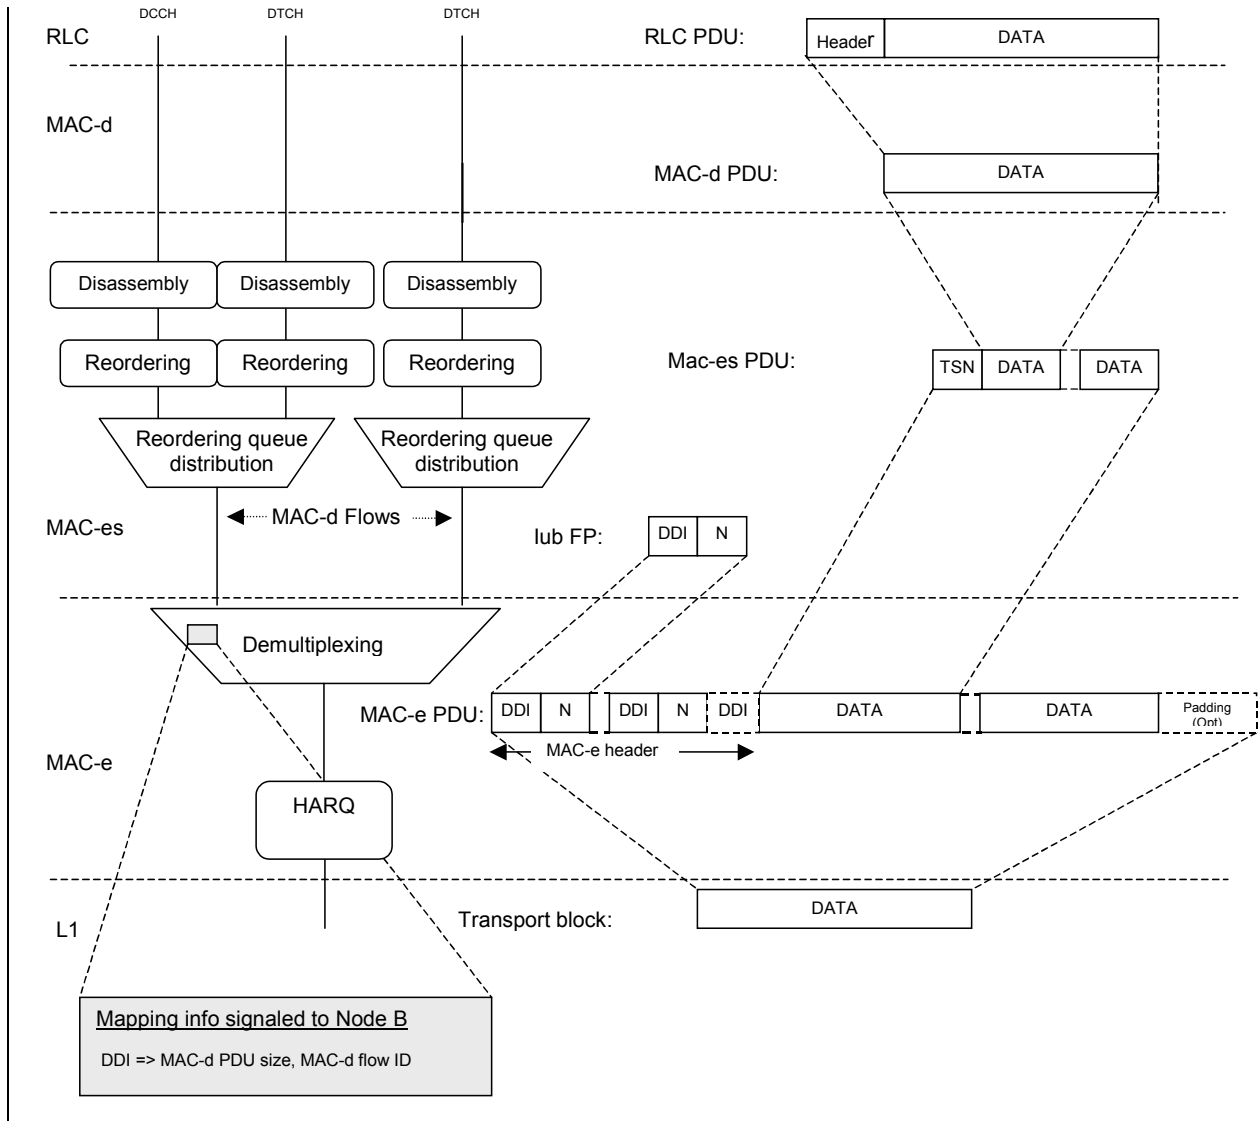 DCCH DTCH DTCH
RLC RLC PDU: Header DATA
MAC-d
MAC-d PDU: DATA
Disassembly Disassembly Disassembly
Reordering Reordering Reordering Mac-es PDU: TSN DATA DATA
Reordering queue Reordering queue
distribution distribution
MAC-es MAC-d Flows Iub FP: DDI N
Demultiplexing
MAC-e PDU: DDI N DDI N DDI DATA DATA Padding
(Opt)
MAC-e header
MAC-e
HARQ
L1 Transport block: DATA
Mapping info signaled to Node B
DDI => MAC-d PDU size, MAC-d flow ID